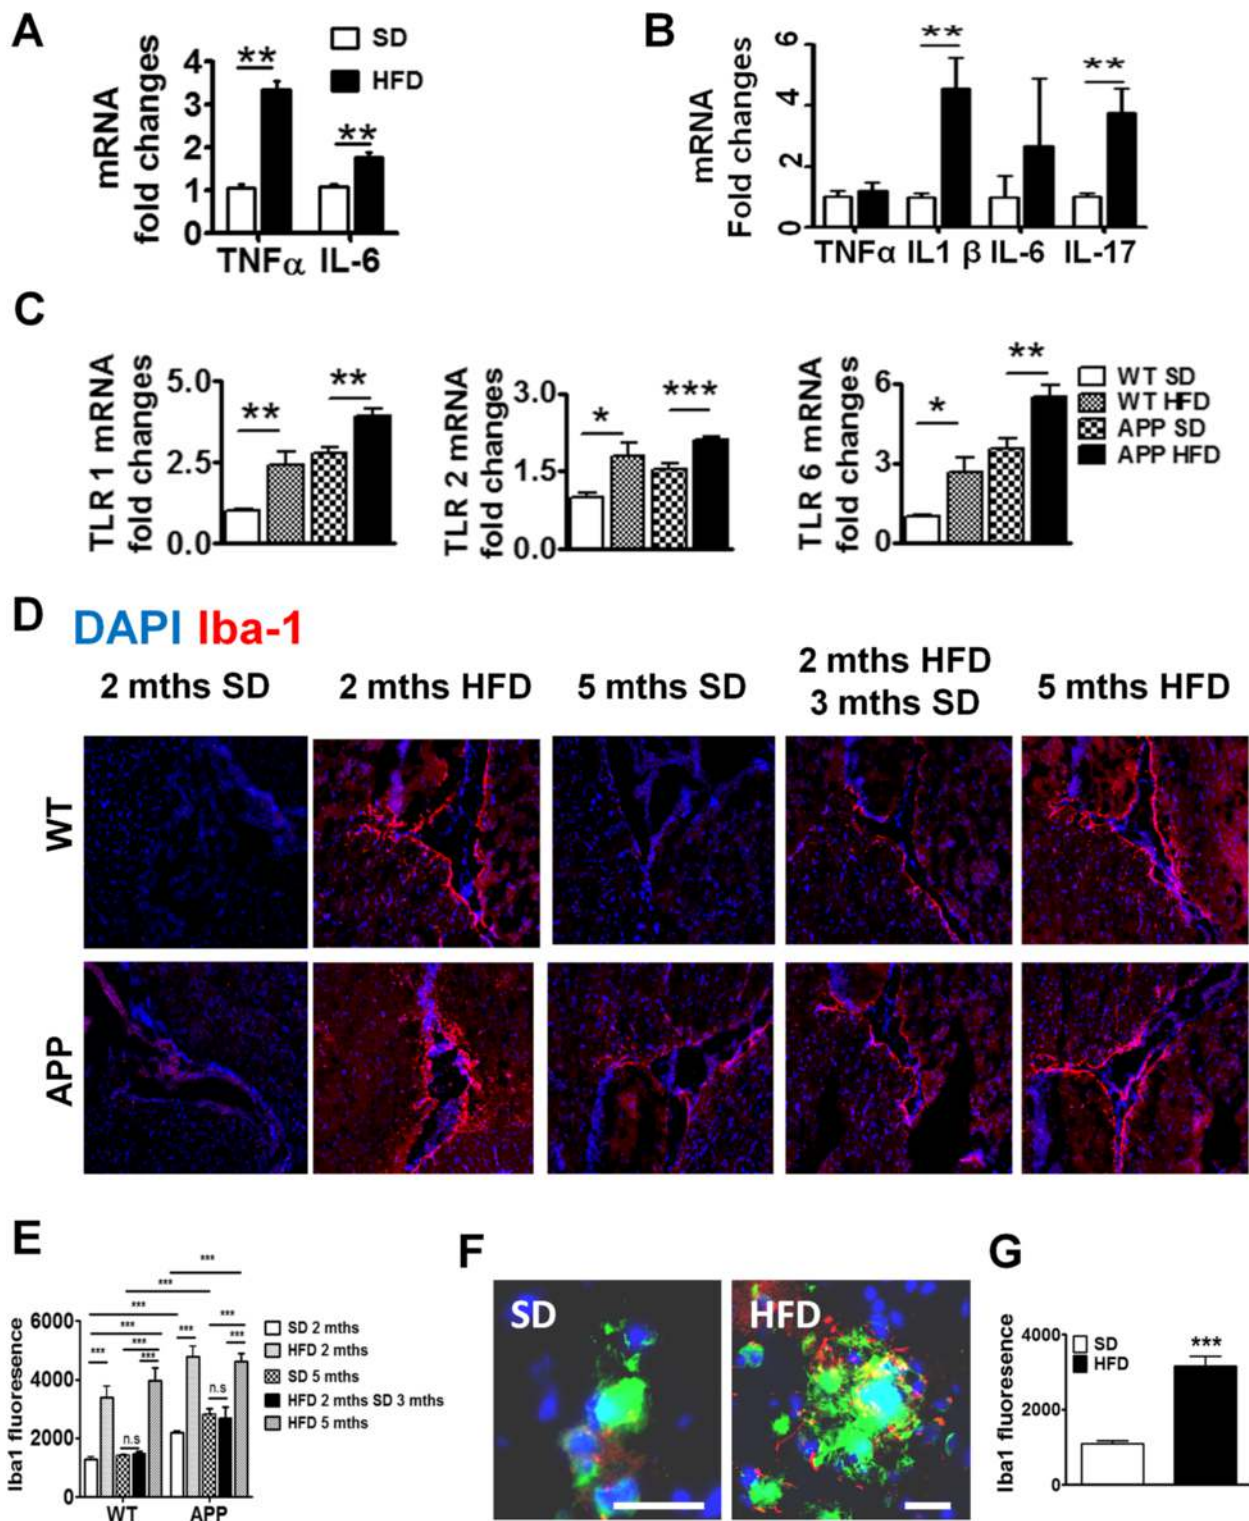 A
mRNA
fold changes
4
3
2
1
0
**
**
SD
HFD
TNFα IL-6
B
mRNA
Fold changes
6
4
2
0
**
**
TNFα IL1 β IL-6 IL-17
C
TLR 1 mRNA
fold changes
5.0
2.5
0.0
**
**
TLR 2 mRNA
fold changes
3.0
1.5
0.0
*
***
TLR 6 mRNA
fold changes
6
3
0
*
**
WT SD
WT HFD
APP SD
APP HFD
D
DAPI Iba-1
2 mths SD
2 mths HFD
5 mths SD
2 mths HFD
3 mths SD
5 mths HFD
WT
APP
E
Iba1 fluoresence
6000
4000
2000
0
***
***
***
***
***
***
***
n.s
***
***
***
n.s
WT APP
SD 2 mths
HFD 2 mths
SD 5 mths
HFD 2 mths SD 3 mths
HFD 5 mths
F
SD
HFD
G
Iba1 fluoresence
4000
2000
0
SD
HFD
***